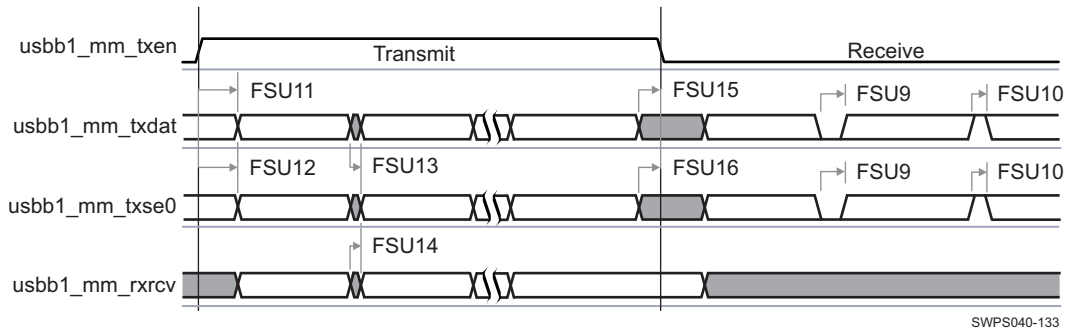 usbb1_mm_txen
Transmit
Receive
FSU11
FSU15
FSU9
FSU10
usbb1_mm_txdat
FSU12
FSU13
FSU16
FSU9
FSU10
usbb1_mm_txse0
FSU14
usbb1_mm_rxrcv
SWPS040-133